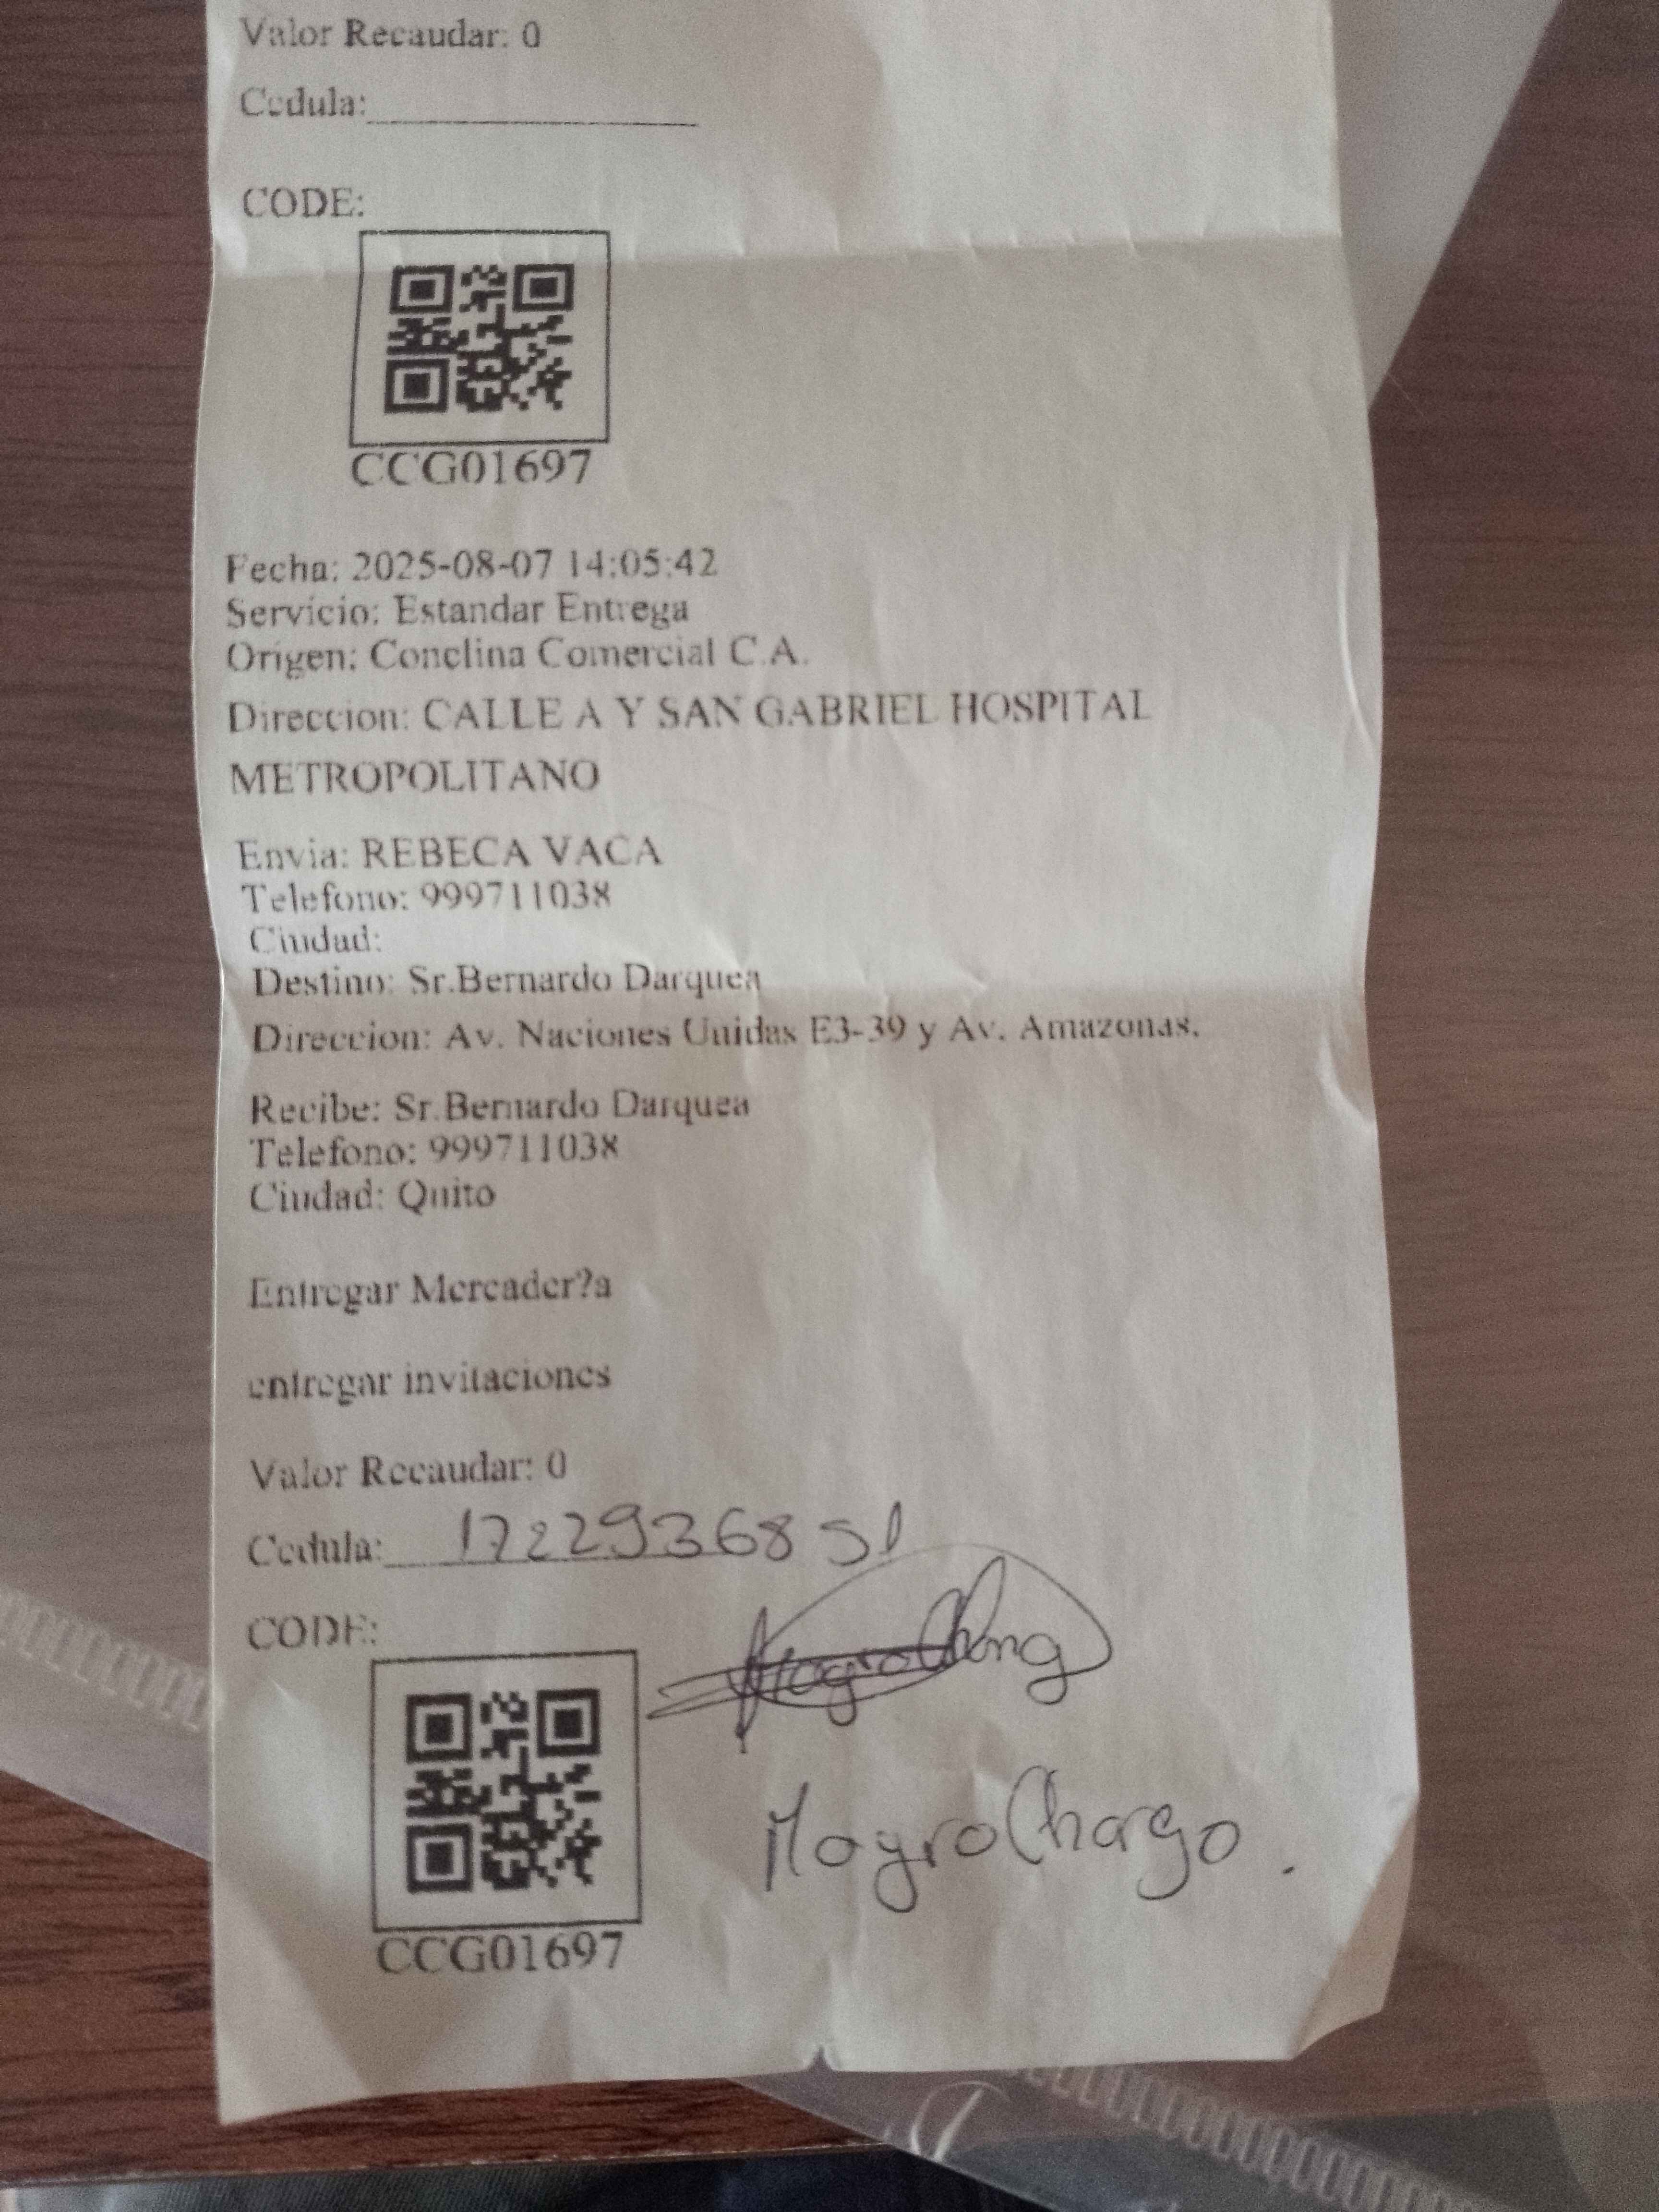 Valor Recaudar: 0
Cedula:
CODE:
CCG01697
Fecha: 2025-08-07 14:05:42
Servicio: Estandar Entrega
Origen: Conclina Comercial C.A.
Direccion: CALLE A Y SAN GABRIEL HOSPITAL
METROPOLITANO
Envia: REBECA VACA
Telefono: 999711038
Ciudad:
Destino: Sr.Bernardo Darquea
Direccion: Av. Naciones Unidas E3-39 y Av. Amazonas.
Recibe: Sr.Bernardo Darquea
Telefono: 999711038
Ciudad: Quito
Entregar Mercader?a
entregar invitaciones
Valor Recaudar: 0
Cedula: 1722936851
CODE:
CCG01697